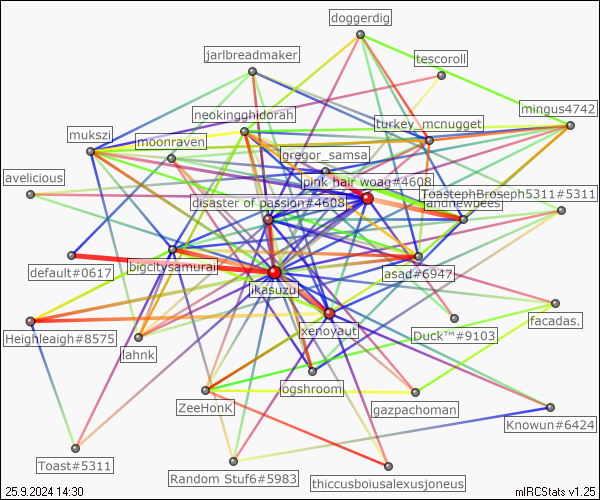 doggerdig
jarlbreadmaker
tescoroll
neokingghidorah
mingus4742
turkey_mcnugget
mukszi
moonraven
gregor_samsa
avelicious
pink hair woag#4608
ToastephBroseph5311#5311
disaster of passion#4608
default#0617
bigcitysamurai
asad#6947
ikasuzu
Heighleaigh#8575
xenoyaut
Duck™#9103
facadas.
lahnk
ogshroom
ZeeHonK
gazpachoman
Knowun#6424
Toast#5311
Random Stuf6#5983
thiccusboiusalexusjoneus
25.9.2024 14:30
mIRCStats v1.25